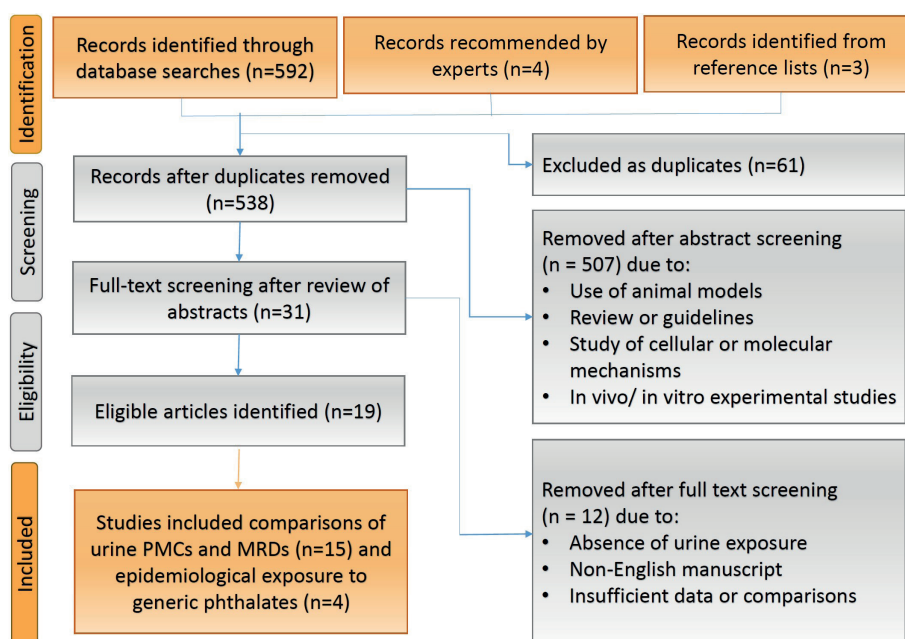 Identification
Records identified through
database searches (n=592)
Records recommended by
experts (n=4)
Records identified from
reference lists (n=3)
Screening
Records after duplicates removed
(n=538)
Excluded as duplicates (n=61)
Full-text screening after review of
abstracts (n=31)
Removed after abstract screening
(n = 507) due to:
• Use of animal models
• Review or guidelines
• Study of cellular or molecular
mechanisms
• In vivo/ in vitro experimental studies
Eligibility
Eligible articles identified (n=19)
Removed after full text screening
(n = 12) due to:
• Absence of urine exposure
• Non-English manuscript
• Insufficient data or comparisons
Included
Studies included comparisons of
urine PMCs and MRDs (n=15) and
epidemiological exposure to
generic phthalates (n=4)